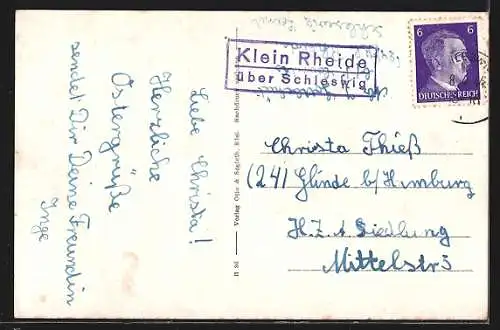 Klein Rheide
über Schleswig
6 6
DEUTSCHES REICH
Liebe Christa!
Herzliche
Ostergrüße
sendet Dir Deine Freundin
Inge
Verlag Otto &
Christa Thieß
(24) Glinde b/Hamburg
H.Z.A Siedlung
Mittelstr 3